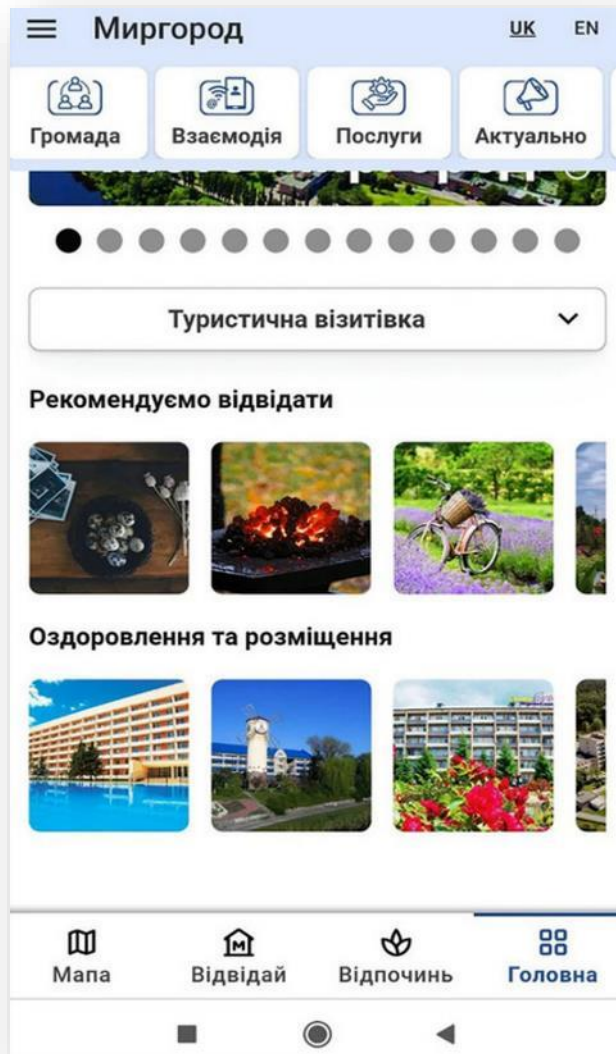 Миргород
UK EN
Громада Взаємодія Послуги Актуально
Туристична візитівка
Рекомендуємо відвідати
Оздоровлення та розміщення
Мапа Відвідай Відпочинь Головна